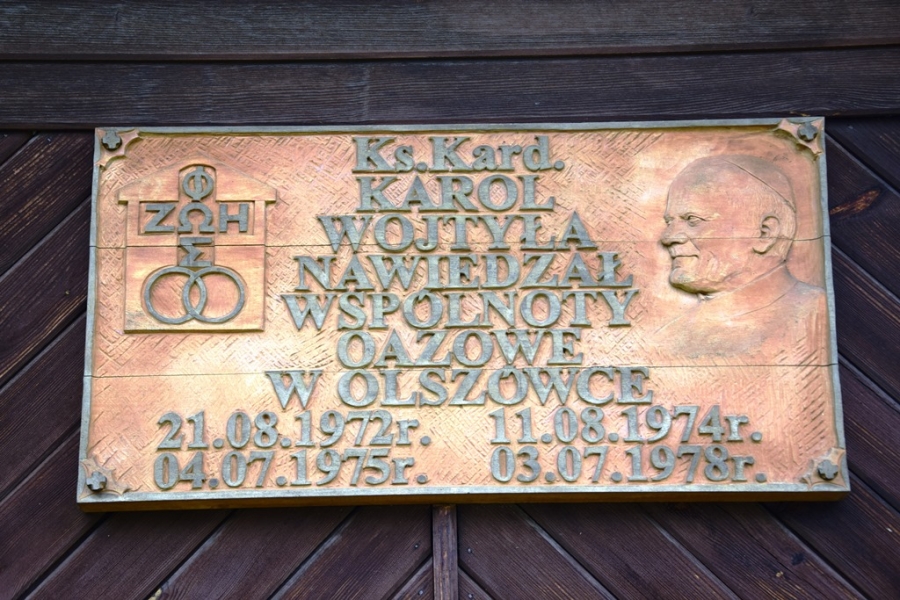 ΦΩΣ
ΖΩΗ
Ks.Kard.
KAROL
WOJTYŁA
NAWIEDZAŁ
WSPÓLNOTY
OAZOWE
W OLSZÓWCE
21.08.1972r. 11.08.1974r.
04.07.1975r. 03.07.1978r.